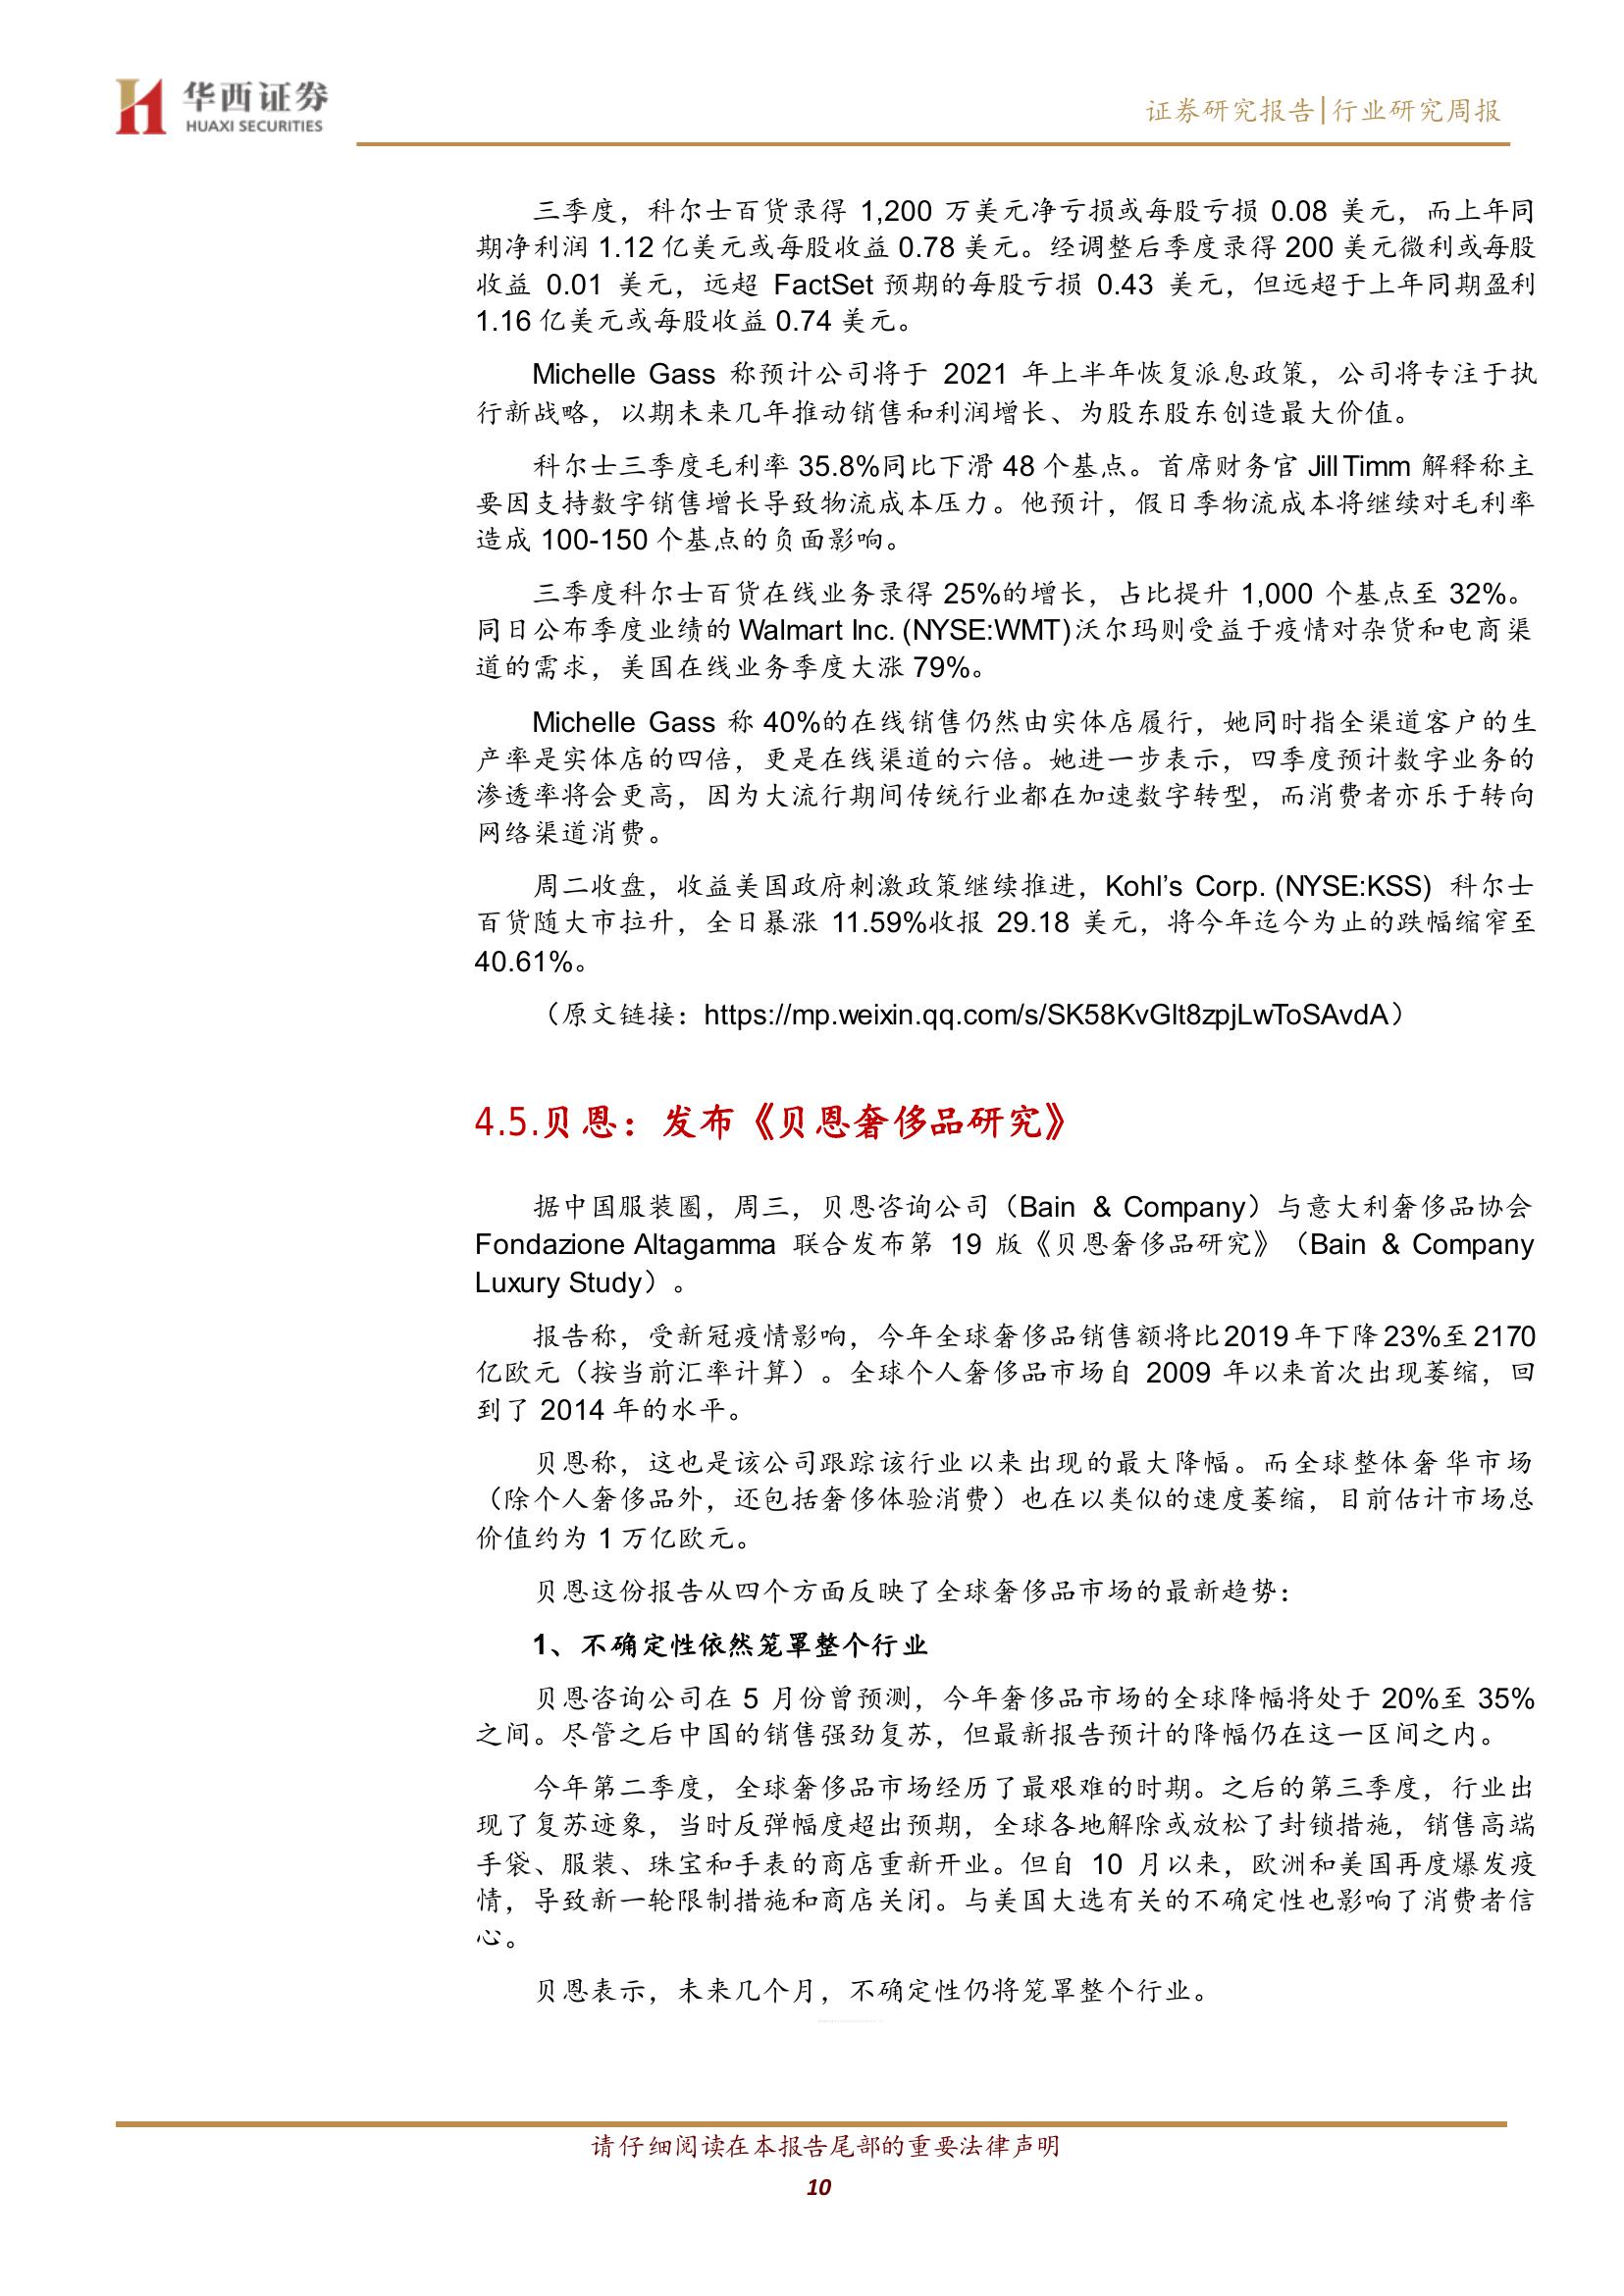 华西证券
HUAXI SECURITIES
证券研究报告|行业研究周报
三季度，科尔士百货录得 1,200 万美元净亏损或每股亏损 0.08 美元，而上年同
期净利润 1.12 亿美元或每股收益 0.78 美元。经调整后季度录得 200 美元微利或每股
收益 0.01 美元，远超 FactSet 预期的每股亏损 0.43 美元，但远超于上年同期盈利
1.16 亿美元或每股收益 0.74 美元。
Michelle Gass 称预计公司将于 2021 年上半年恢复派息政策，公司将专注于执
行新战略，以期未来几年推动销售和利润增长、为股东股东创造最大价值。
科尔士三季度毛利率 35.8%同比下滑 48 个基点。首席财务官 Jill Timm 解释称主
要因支持数字销售增长导致物流成本压力。他预计，假日季物流成本将继续对毛利率
造成 100-150 个基点的负面影响。
三季度科尔士百货在线业务录得 25%的增长，占比提升 1,000 个基点至 32%。
同日公布季度业绩的 Walmart Inc. (NYSE:WMT)沃尔玛则受益于疫情对杂货和电商渠
道的需求，美国在线业务季度大涨 79%。
Michelle Gass 称 40%的在线销售仍然由实体店履行，她同时指全渠道客户的生
产率是实体店的四倍，更是在线渠道的六倍。她进一步表示，四季度预计数字业务的
渗透率将会更高，因为大流行期间传统行业都在加速数字转型，而消费者亦乐于转向
网络渠道消费。
周二收盘，收益美国政府刺激政策继续推进，Kohl’s Corp. (NYSE:KSS) 科尔士
百货随大市拉升，全日暴涨 11.59%收报 29.18 美元，将今年迄今为止的跌幅缩窄至
40.61%。
（原文链接：https://mp.weixin.qq.com/s/SK58KvGlt8zpjLwToSAvdA）
4.5.贝恩：发布《贝恩奢侈品研究》
据中国服装圈，周三，贝恩咨询公司（Bain & Company）与意大利奢侈品协会
Fondazione Altagamma 联合发布第 19 版《贝恩奢侈品研究》（Bain & Company
Luxury Study）。
报告称，受新冠疫情影响，今年全球奢侈品销售额将比 2019 年下降 23%至 2170
亿欧元（按当前汇率计算）。全球个人奢侈品市场自 2009 年以来首次出现萎缩，回
到了 2014 年的水平。
贝恩称，这也是该公司跟踪该行业以来出现的最大降幅。而全球整体奢华市场
（除个人奢侈品外，还包括奢侈体验消费）也在以类似的速度萎缩，目前估计市场总
价值约为 1 万亿欧元。
贝恩这份报告从四个方面反映了全球奢侈品市场的最新趋势：
1、不确定性依然笼罩整个行业
贝恩咨询公司在 5 月份曾预测，今年奢侈品市场的全球降幅将处于 20%至 35%
之间。尽管之后中国的销售强劲复苏，但最新报告预计的降幅仍在这一区间之内。
今年第二季度，全球奢侈品市场经历了最艰难的时期。之后的第三季度，行业出
现了复苏迹象，当时反弹幅度超出预期，全球各地解除或放松了封锁措施，销售高端
手袋、服装、珠宝和手表的商店重新开业。但自 10 月以来，欧洲和美国再度爆发疫
情，导致新一轮限制措施和商店关闭。与美国大选有关的不确定性也影响了消费者信
心。
贝恩表示，未来几个月，不确定性仍将笼罩整个行业。
请仔细阅读在本报告尾部的重要法律声明
10